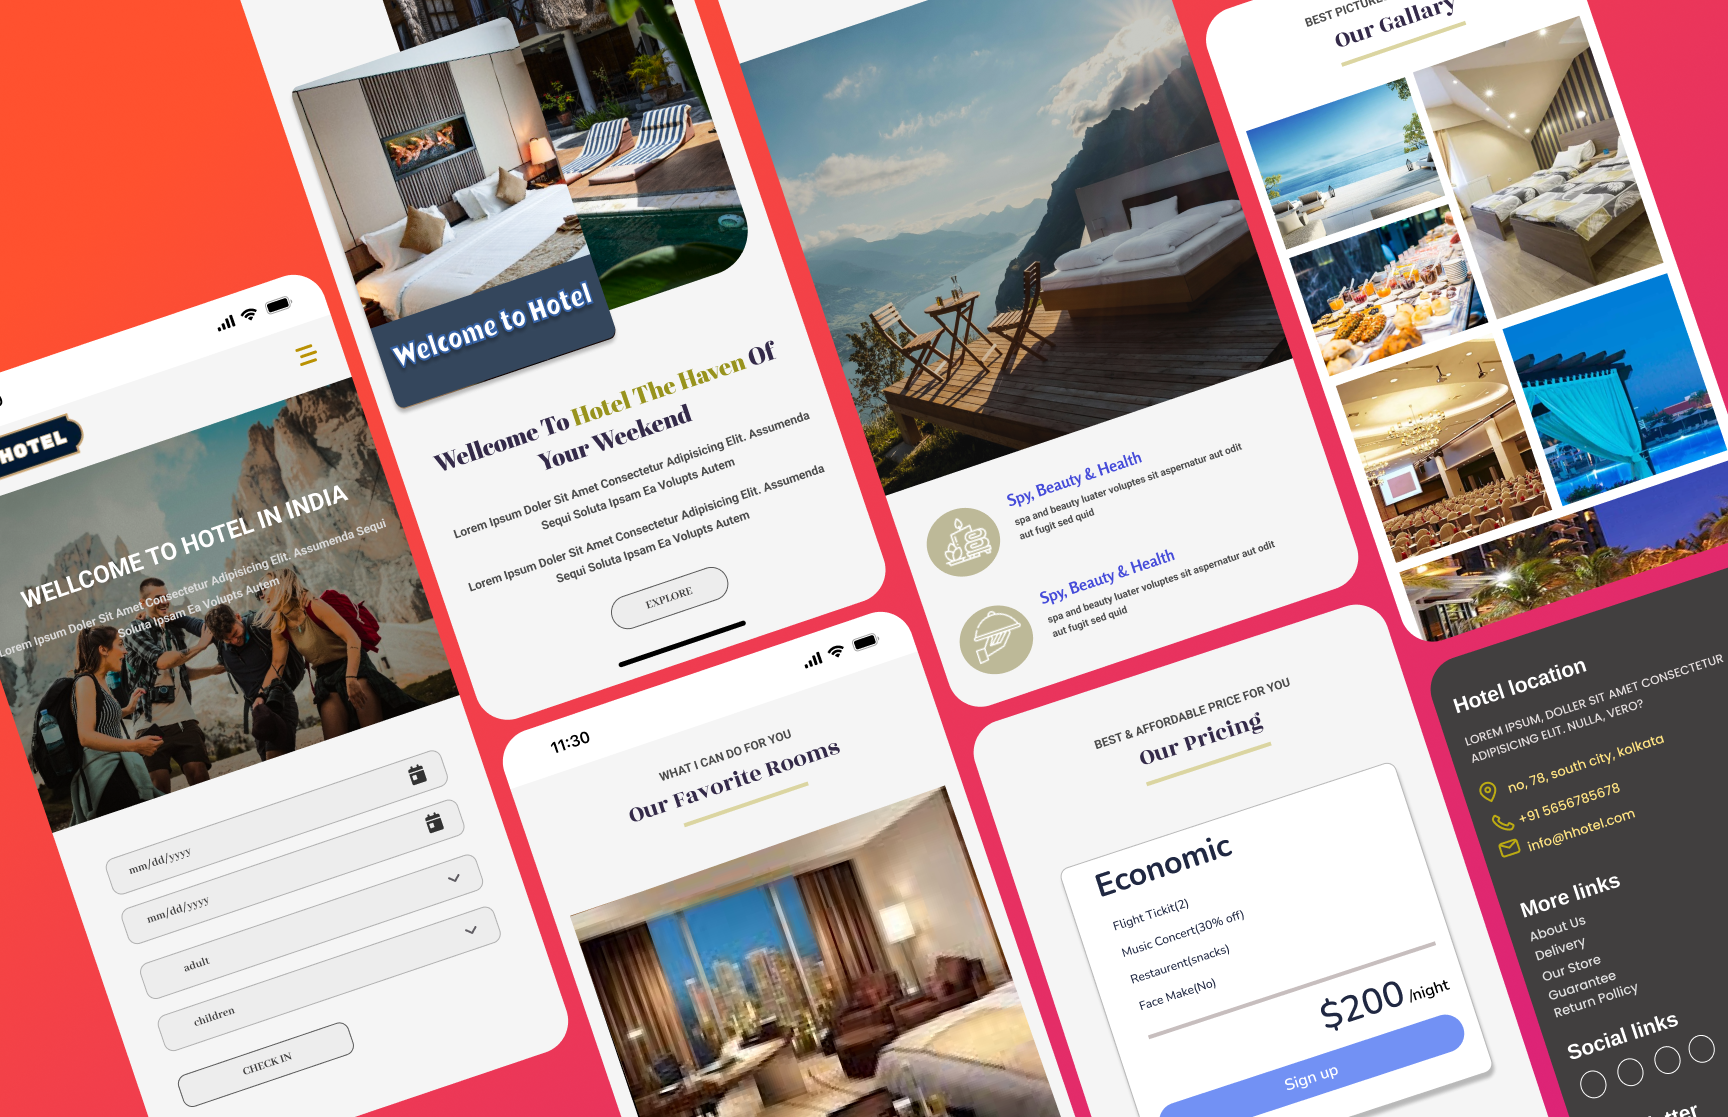 HOTEL
WELLCOME TO HOTEL IN INDIA
Lorem Ipsum Dolor Sit Amet Consectetur Adipisicing Elit. Assumenda Sequi
Soluta Ipsam Ea Volupts Autem
mm/dd/yyyy
mm/dd/yyyy
adult
children
CHECK IN
Welcome to Hotel
Wellcome To Hotel The Haven Of
Your Weekend
Lorem Ipsum Doler Sit Amet Consectetur Adipisicing Elit. Assumenda
Sequi Soluta Ipsam Ea Volupts Autem
Lorem Ipsum Doler Sit Amet Consectetur Adipisicing Elit. Assumenda
Sequi Soluta Ipsam Ea Volupts Autem
EXPLORE
11:30
WHAT I CAN DO FOR YOU
Our Favorite Rooms
Spy, Beauty & Health
spa and beauty luater voluptes sit aspernatur aut odit
aut fugit sed quid
Spy, Beauty & Health
spa and beauty luater voluptes sit aspernatur aut odit
aut fugit sed quid
BEST & AFFORDABLE PRICE FOR YOU
Our Pricing
Economic
Flight Tickit(2)
Music Concert(30% off)
Restaurent(snacks)
Face Make(No)
$200 /night
Sign up
BEST
Our Gallary
Hotel location
LOREM IPSUM, DOLLER SIT AMET CONSECTETUR
ADIPISICING ELIT. NULLA, VERO?
no, 78, south city, kolkata
+91 5656785678
info@hhotel.com
More links
About Us
Delivery
Our Store
Guarantee
Return Pollicy
Social links